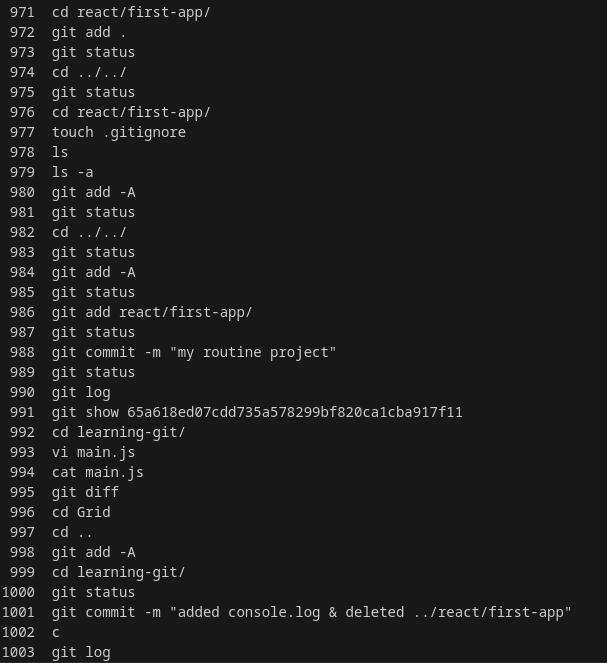 971 cd react/first-app/
972 git add .
973 git status
974 cd ../../
975 git status
976 cd react/first-app/
977 touch .gitignore
978 ls
979 ls -a
980 git add -A
981 git status
982 cd ../../
983 git status
984 git add -A
985 git status
986 git add react/first-app/
987 git status
988 git commit -m "my routine project"
989 git status
990 git log
991 git show 65a618ed07cdd735a578299bf820ca1cba917f11
992 cd learning-git/
993 vi main.js
994 cat main.js
995 git diff
996 cd Grid
997 cd ..
998 git add -A
999 cd learning-git/
1000 git status
1001 git commit -m "added console.log & deleted ../react/first-app"
1002 c
1003 git log